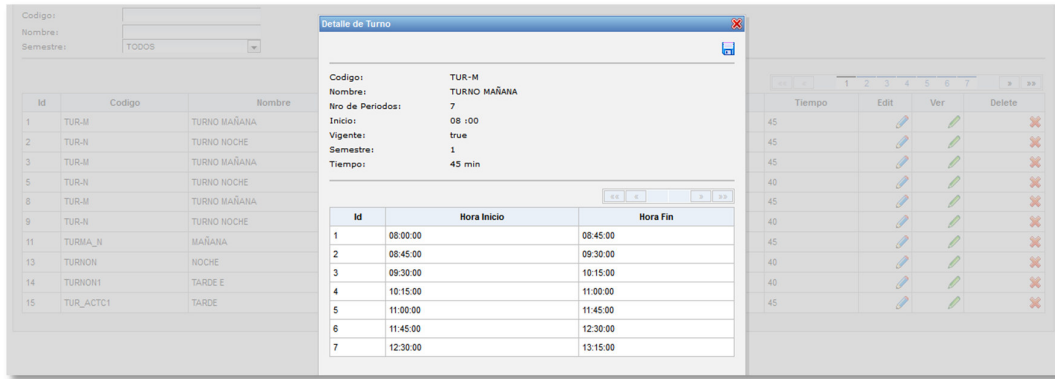 Codigo:
Nombre:
Semestre: TODOS
Detalle de Turno
Codigo: TUR-M
Nombre: TURNO MAÑANA
Nro de Periodos: 7
Inicio: 08 :00
Vigente: true
Semestre: 1
Tiempo: 45 min
«« « » »»
Id Hora Inicio Hora Fin
1 08:00:00 08:45:00
2 08:45:00 09:30:00
3 09:30:00 10:15:00
4 10:15:00 11:00:00
5 11:00:00 11:45:00
6 11:45:00 12:30:00
7 12:30:00 13:15:00
«« « 1 2 3 4 5 6 7 » »»
Id Codigo Nombre Tiempo Edit Ver Delete
1 TUR-M TURNO MAÑANA 45
2 TUR-N TURNO NOCHE 45
3 TUR-M TURNO MAÑANA 45
5 TUR-N TURNO NOCHE 40
8 TUR-M TURNO MAÑANA 45
9 TUR-N TURNO NOCHE 40
11 TURMA_N MAÑANA 45
13 TURNON NOCHE 40
14 TURNON1 TARDE E 40
15 TUR_ACTC1 TARDE 45